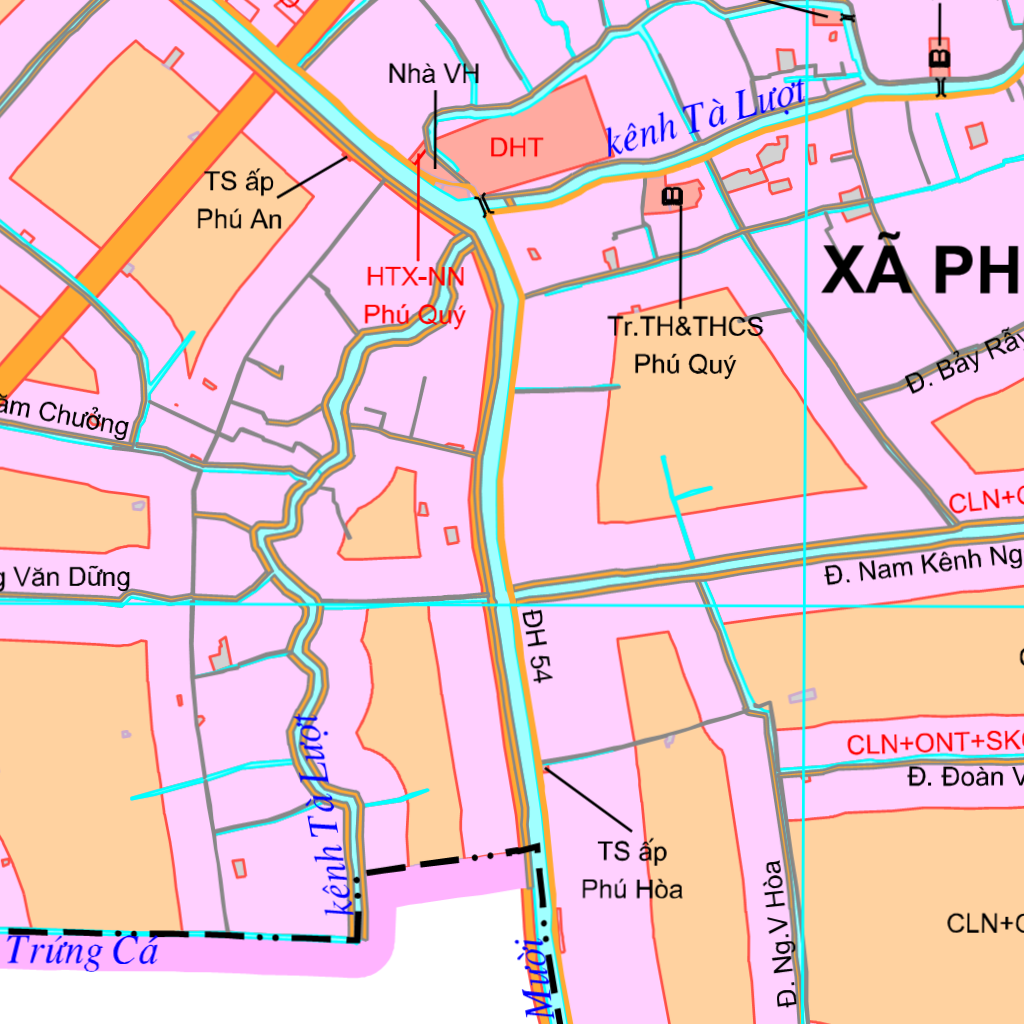 Nhà VH
kênh Tà Lượt
DHT
TS ấp
Phú An
XÃ PH
HTX-NN
Phú Quý
Tr.TH&THCS
Phú Quý
Đ. Bảy Rẫy
ăm Chưởng
CLN+O
g Văn Dững
Đ. Nam Kênh Ng
ĐH 54
CLN+ONT+SK
Đ. Đoàn V
kênh Tà Lượt
TS ấp
Phú Hòa
Đ. Ng.V Hòa
CLN+O
Trứng Cá
Mười